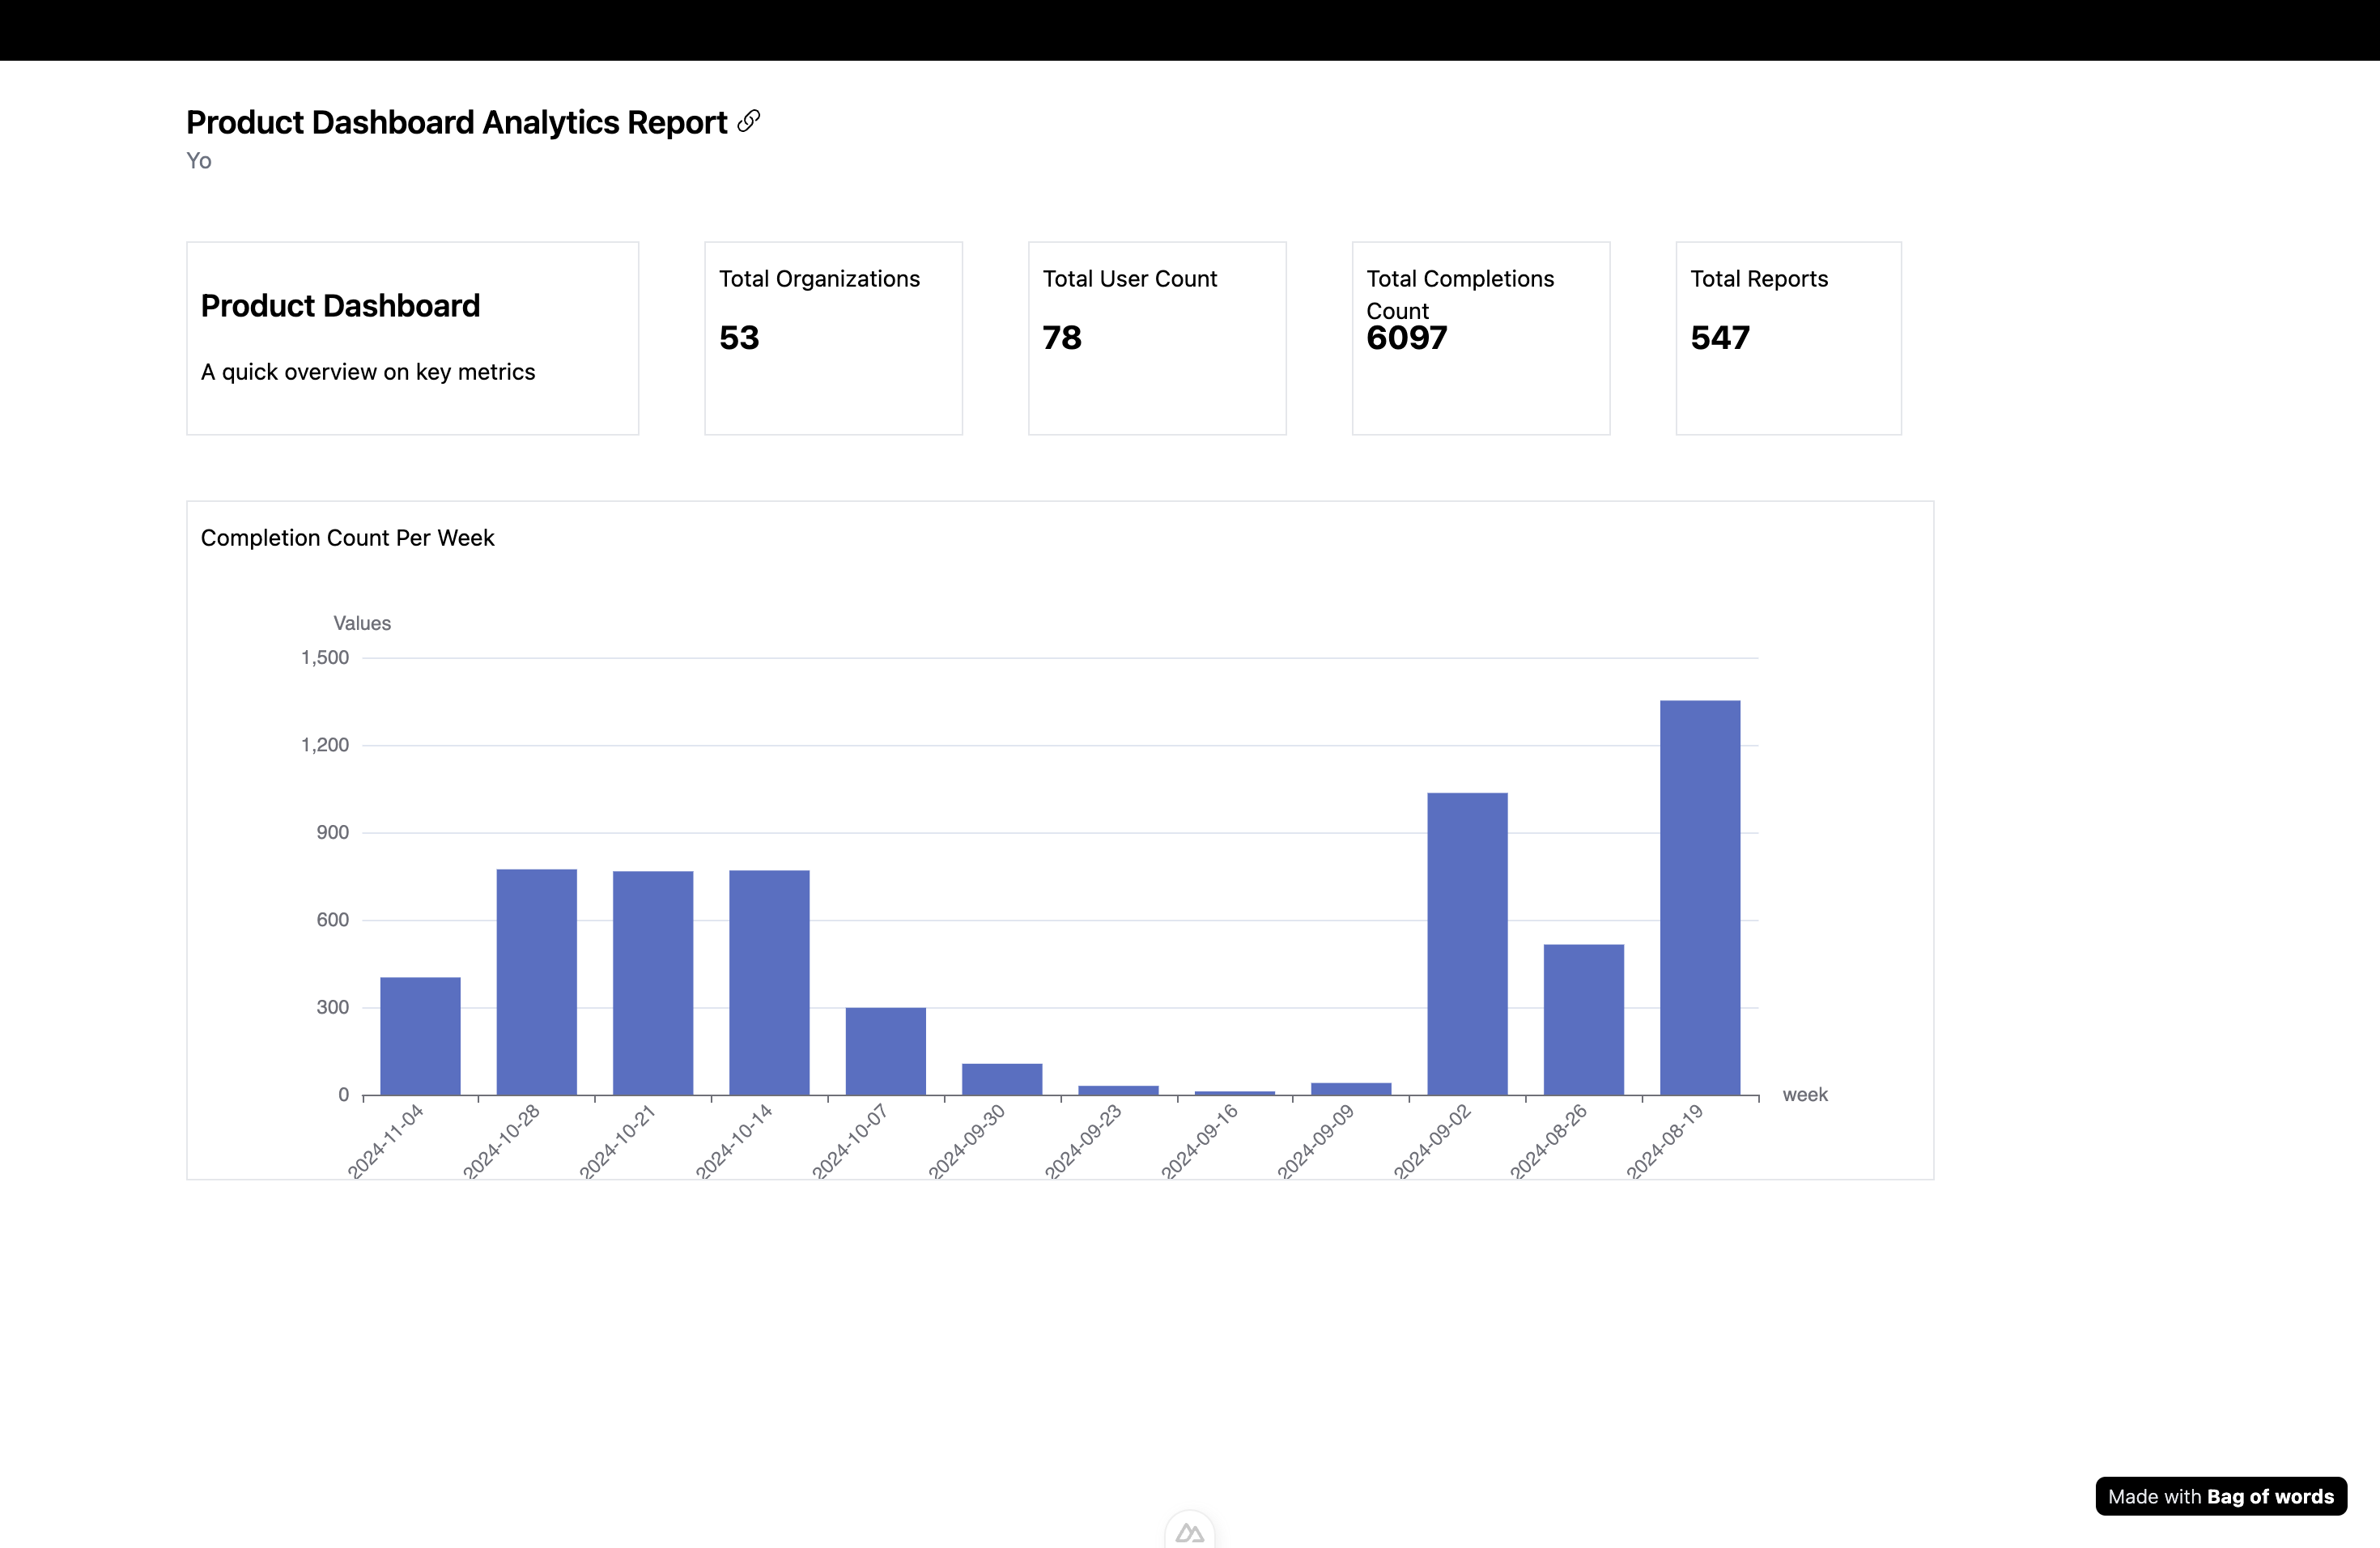 Product Dashboard Analytics Report
Yo
Product Dashboard
A quick overview on key metrics
Total Organizations
53
Total User Count
78
Total Completions
Count
6097
Total Reports
547
Completion Count Per Week
Values
1,500
1,200
900
600
300
0
week
2024-11-04
2024-10-28
2024-10-21
2024-10-14
2024-10-07
2024-09-30
2024-09-23
2024-09-16
2024-09-09
2024-09-02
2024-08-26
2024-08-19
Made with Bag of words